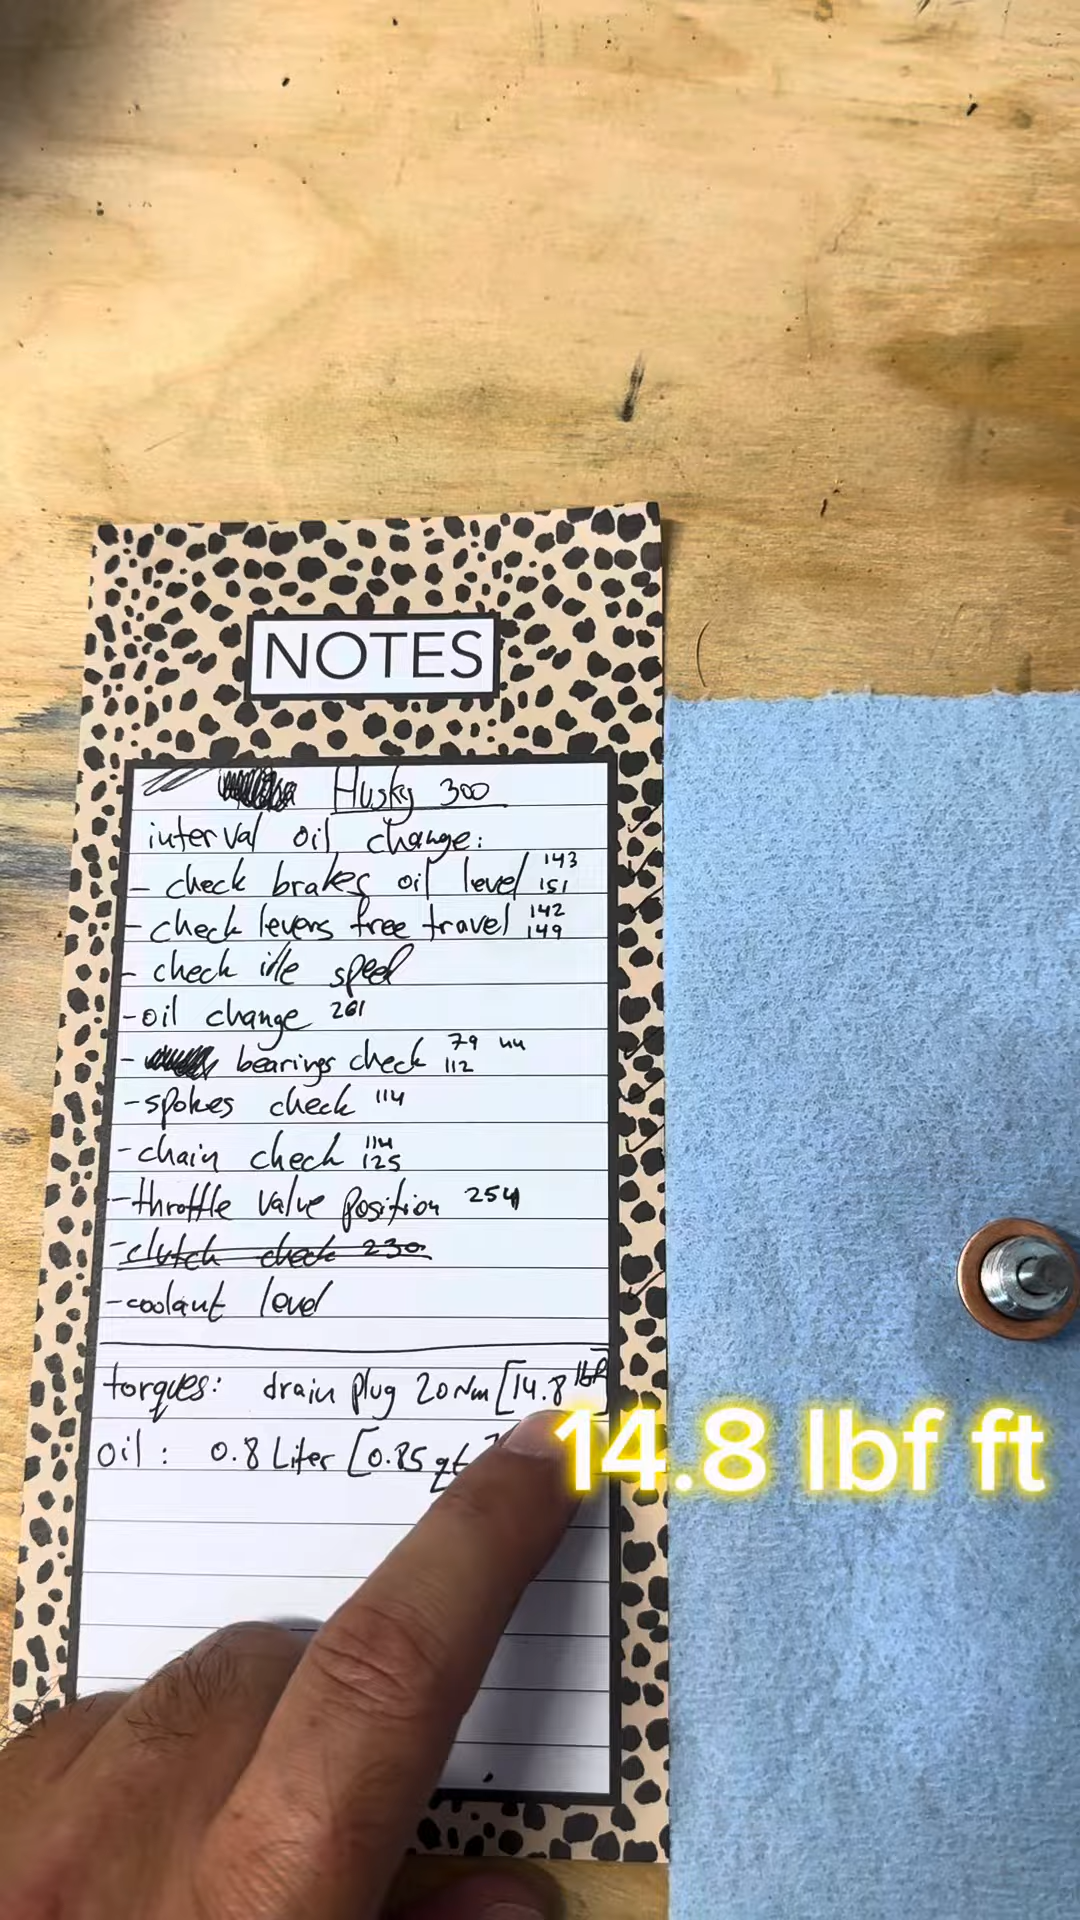 NOTES
Husky 300
interval oil change:
- check brakes oil level 143 151
- check levers free travel 142 149
- check idle speed
- oil change 261
- bearings check 79 112
- spokes check 114
- chain check 114 125
- throttle valve position 254
- clutch check 230
- coolant level
torques: drain plug 20Nm [14.8 lbf
oil: 0.8 Liter [0.85 qt
14.8 lbf ft